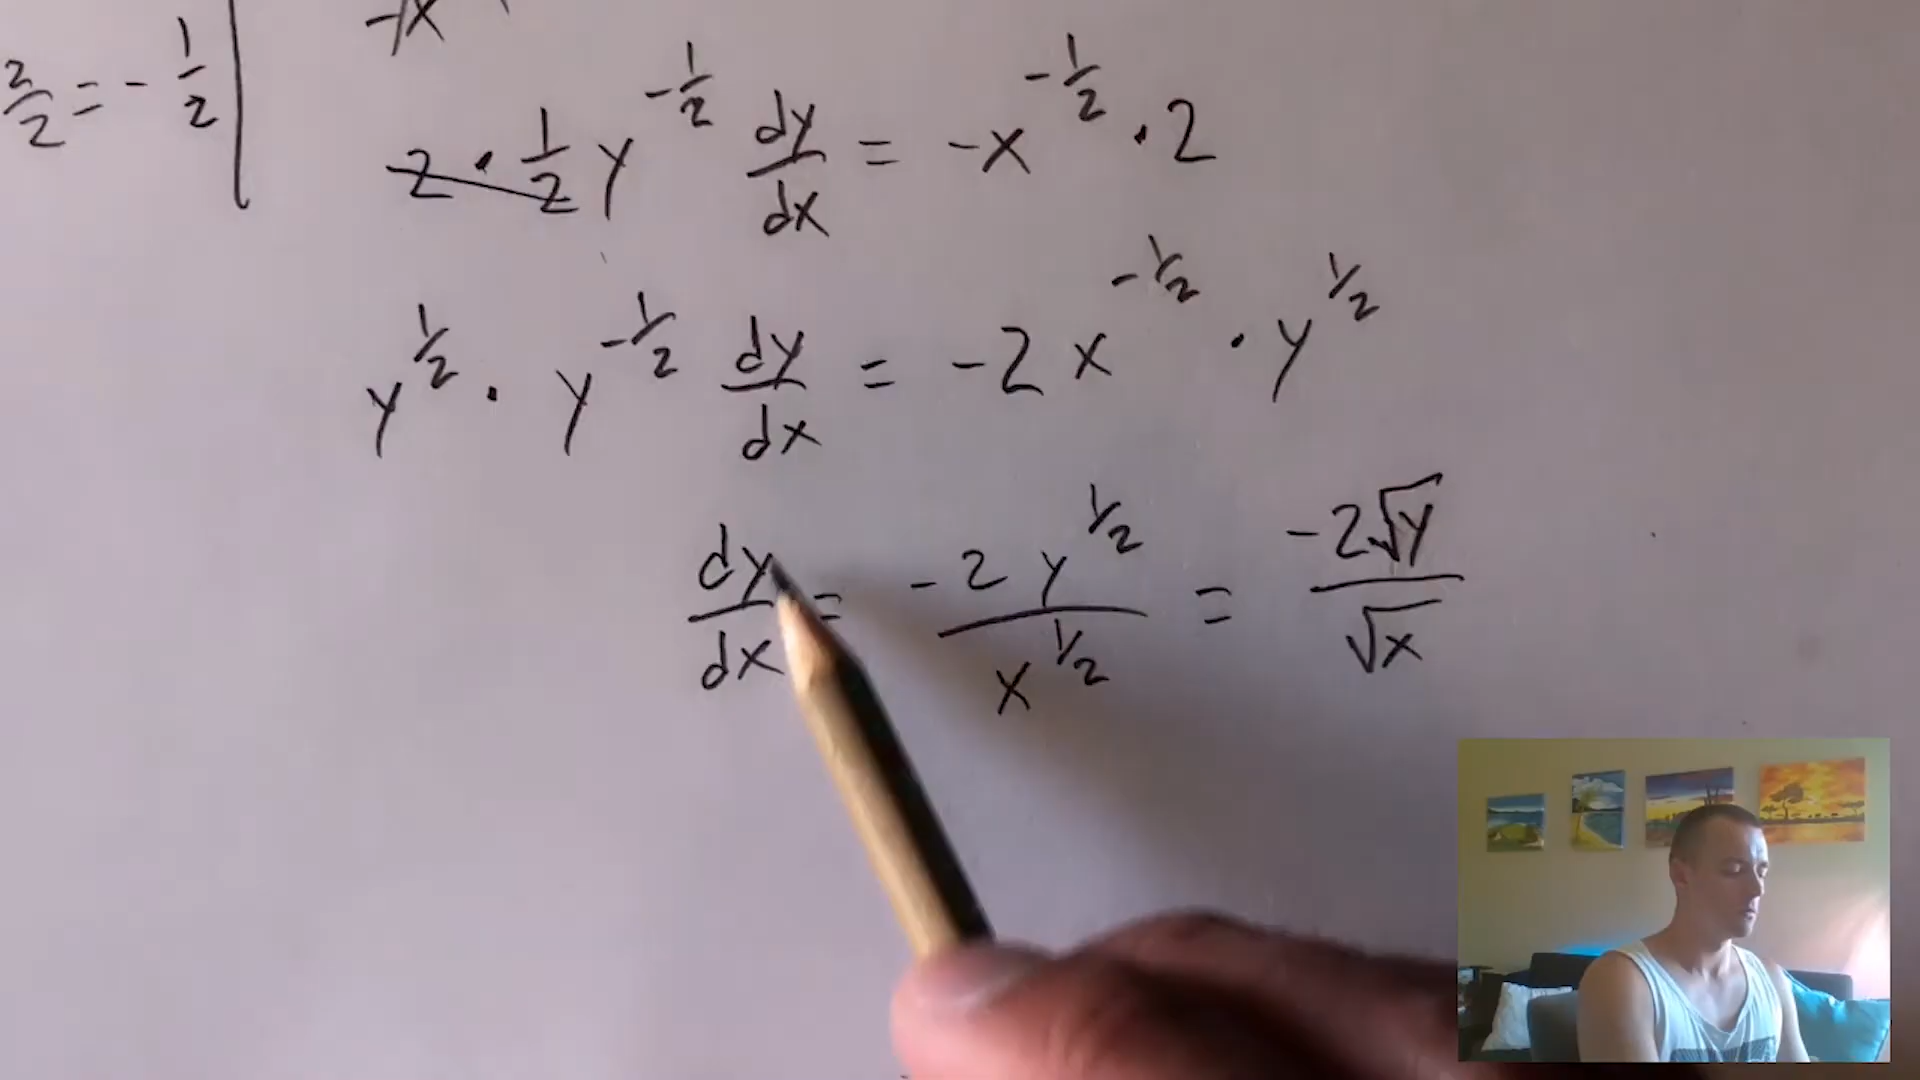 -x
2/2 = - 1/2
2 · 1/2 y^{-1/2} dy/dx = -x^{-1/2} · 2
y^{1/2} · y^{-1/2} dy/dx = -2x^{-1/2} · y^{1/2}
dy/dx = -2y^{1/2}/x^{1/2} = -2√y/√x